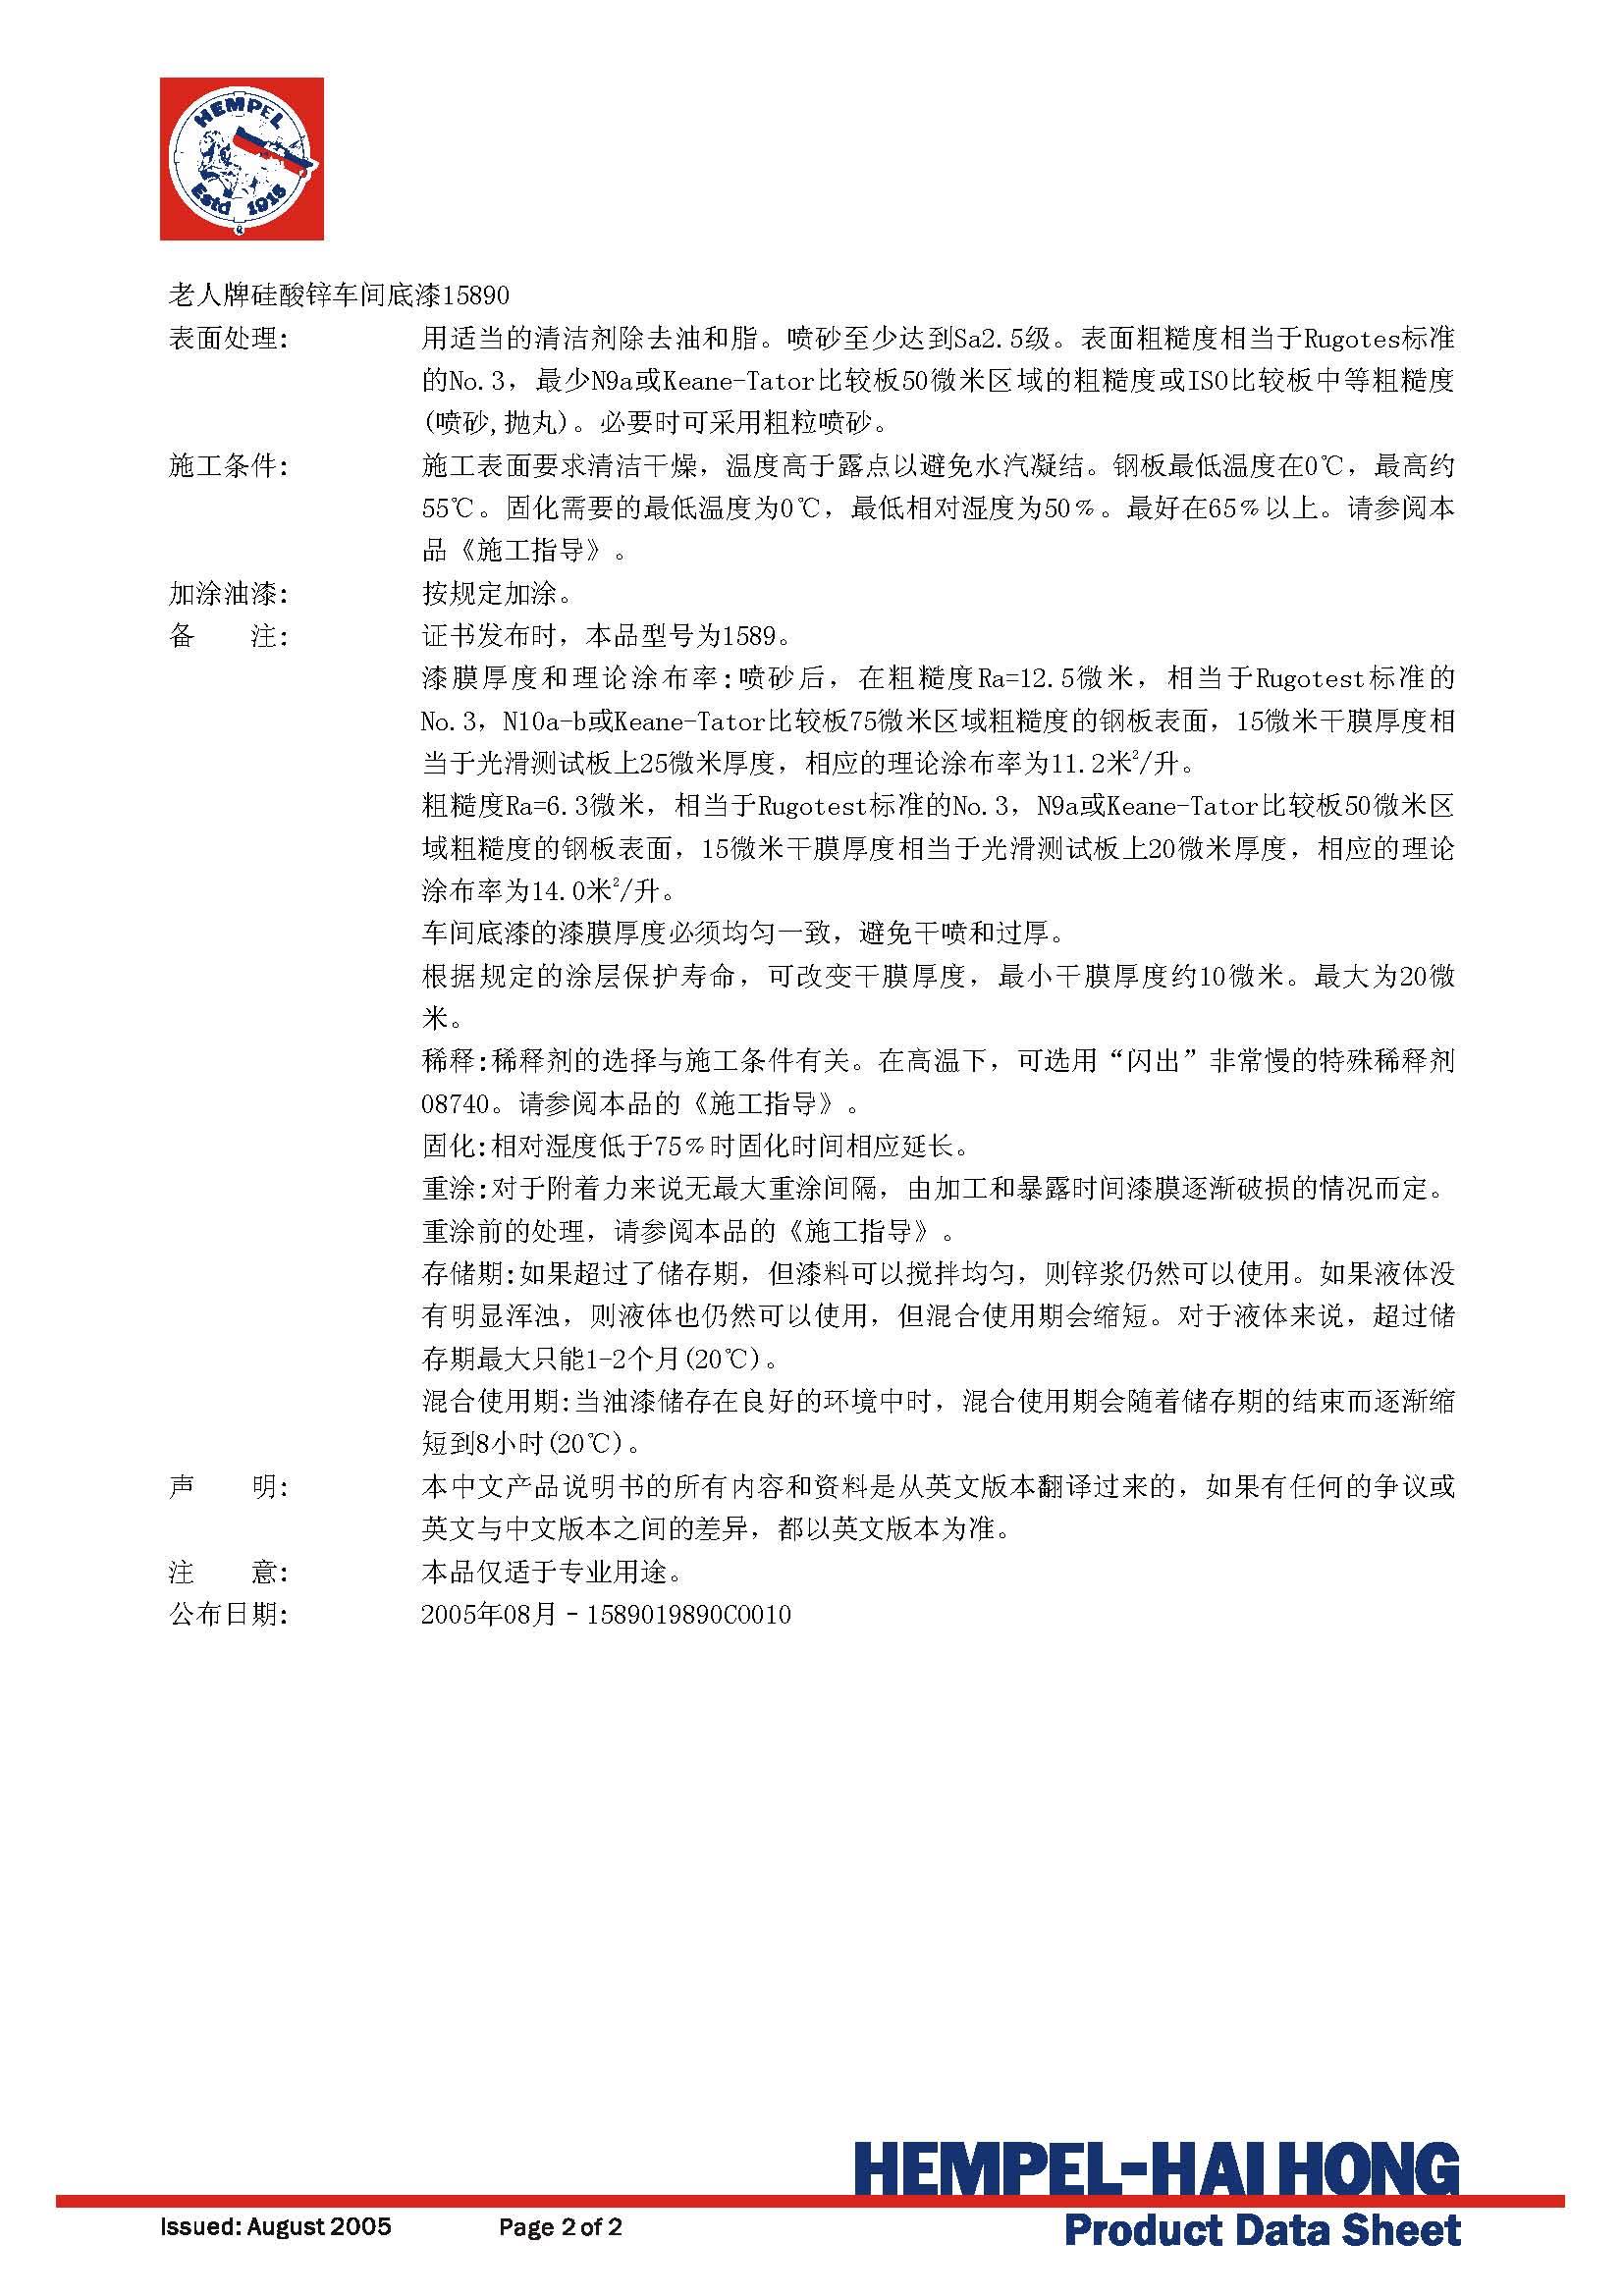 HEMPEL
Estd 1915
老人牌硅酸锌车间底漆15890
表面处理: 用适当的清洁剂除去油和脂。喷砂至少达到Sa2.5级。表面粗糙度相当于Rugotes标准
的No.3，最少N9a或Keane-Tator比较板50微米区域的粗糙度或ISO比较板中等粗糙度
(喷砂,抛丸)。必要时可采用粗粒喷砂。
施工条件: 施工表面要求清洁干燥，温度高于露点以避免水汽凝结。钢板最低温度在0℃，最高约
55℃。固化需要的最低温度为0℃，最低相对湿度为50％。最好在65％以上。请参阅本
品《施工指导》。
加涂油漆: 按规定加涂。
备　　注: 证书发布时，本品型号为1589。
漆膜厚度和理论涂布率:喷砂后，在粗糙度Ra=12.5微米，相当于Rugotest标准的
No.3，N10a-b或Keane-Tator比较板75微米区域粗糙度的钢板表面，15微米干膜厚度相
当于光滑测试板上25微米厚度，相应的理论涂布率为11.2米²/升。
粗糙度Ra=6.3微米，相当于Rugotest标准的No.3，N9a或Keane-Tator比较板50微米区
域粗糙度的钢板表面，15微米干膜厚度相当于光滑测试板上20微米厚度，相应的理论
涂布率为14.0米²/升。
车间底漆的漆膜厚度必须均匀一致，避免干喷和过厚。
根据规定的涂层保护寿命，可改变干膜厚度，最小干膜厚度约10微米。最大为20微
米。
稀释:稀释剂的选择与施工条件有关。在高温下，可选用“闪出”非常慢的特殊稀释剂
08740。请参阅本品的《施工指导》。
固化:相对湿度低于75％时固化时间相应延长。
重涂:对于附着力来说无最大重涂间隔，由加工和暴露时间漆膜逐渐破损的情况而定。
重涂前的处理，请参阅本品的《施工指导》。
存储期:如果超过了储存期，但漆料可以搅拌均匀，则锌浆仍然可以使用。如果液体没
有明显浑浊，则液体也仍然可以使用，但混合使用期会缩短。对于液体来说，超过储
存期最大只能1-2个月(20℃)。
混合使用期:当油漆储存在良好的环境中时，混合使用期会随着储存期的结束而逐渐缩
短到8小时(20℃)。
声　　明: 本中文产品说明书的所有内容和资料是从英文版本翻译过来的，如果有任何的争议或
英文与中文版本之间的差异，都以英文版本为准。
注　　意: 本品仅适于专业用途。
公布日期: 2005年08月–1589019890CO010
HEMPEL-HAI HONG
Issued: August 2005 Page 2 of 2 Product Data Sheet